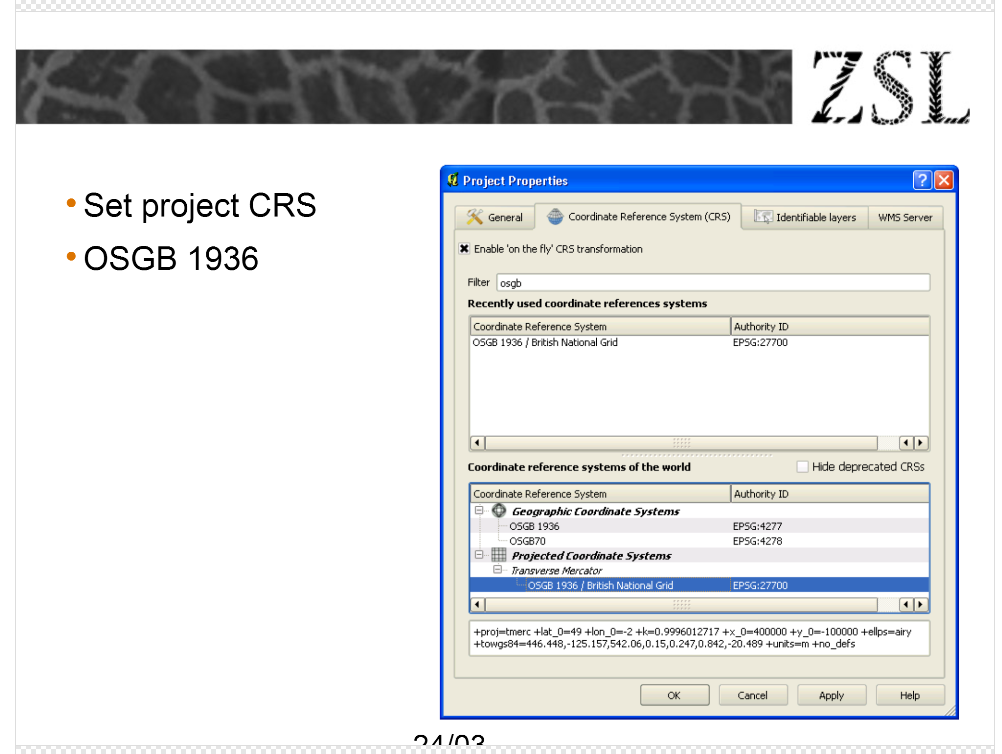 ZSL
• Set project CRS
• OSGB 1936
Project Properties
General
Coordinate Reference System (CRS)
Identifiable layers
WMS Server
Enable 'on the fly' CRS transformation
Filter osgb
Recently used coordinate references systems
Coordinate Reference System Authority ID
OSGB 1936 / British National Grid EPSG:27700
Coordinate reference systems of the world
Hide deprecated CRSs
Coordinate Reference System Authority ID
Geographic Coordinate Systems
OSGB 1936 EPSG:4277
OSGB70 EPSG:4278
Projected Coordinate Systems
Transverse Mercator
OSGB 1936 / British National Grid EPSG:27700
+proj=tmerc +lat_0=49 +lon_0=-2 +k=0.9996012717 +x_0=400000 +y_0=-100000 +ellps=airy
+towgs84=446.448,-125.157,542.06,0.15,0.247,0.842,-20.489 +units=m +no_defs
OK
Cancel
Apply
Help
24/03